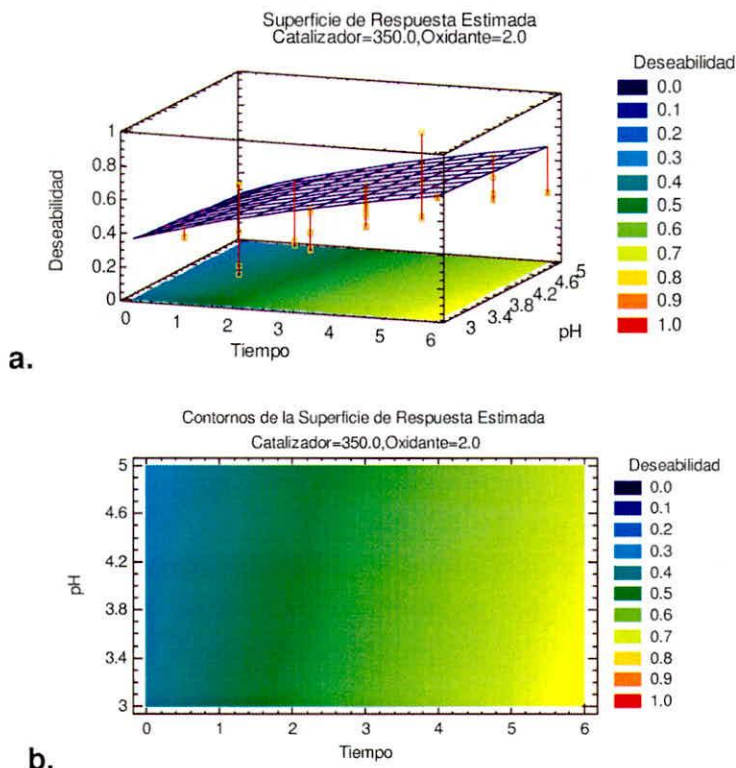 Superficie de Respuesta Estimada
Catalizador=350.0,Oxidante=2.0
Deseabilidad
0.0
0.1
0.2
0.3
0.4
0.5
0.6
0.7
0.8
0.9
1.0
Deseabilidad
1
0.8
0.6
0.4
0.2
0
0 1 2 3 4 5 6
Tiempo
3 3.4 3.8 4.2 4.6 5
pH
a.
Contornos de la Superficie de Respuesta Estimada
Catalizador=350.0,Oxidante=2.0
Deseabilidad
0.0
0.1
0.2
0.3
0.4
0.5
0.6
0.7
0.8
0.9
1.0
pH
5
4.6
4.2
3.8
3.4
3
0 1 2 3 4 5 6
Tiempo
b.